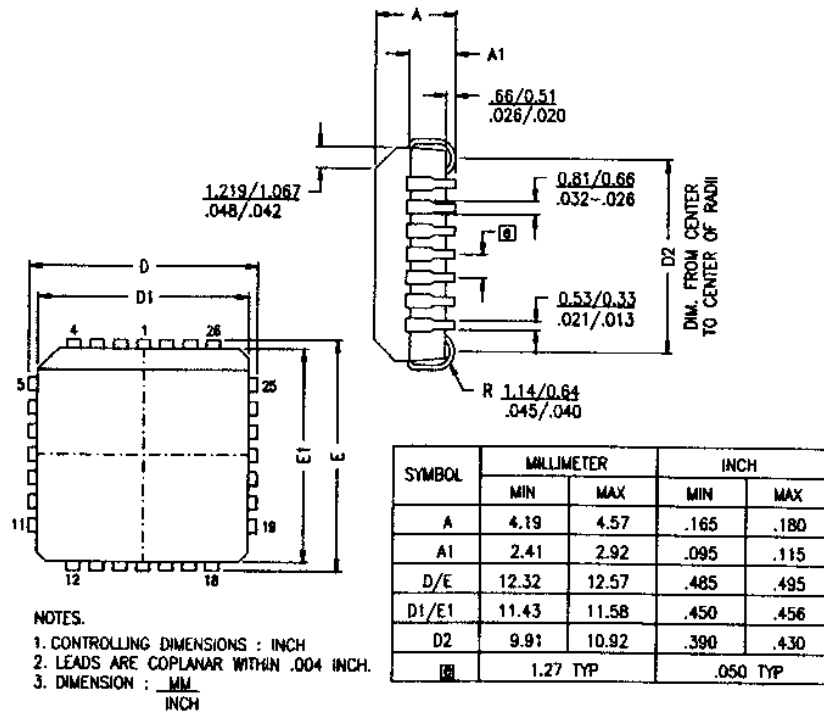 A
A1
.66/0.51
.026/.020
1.219/1.067
.048/.042
0.81/0.66
.032-.026
e
D2
DIM. FROM CENTER
TO CENTER OF RADII
0.53/0.33
.021/.013
R 1.14/0.64
.045/.040
D
D1
4 1 26
5 25
E1
E
11 19
12 18
SYMBOL MILLIMETER INCH
MIN MAX MIN MAX
A 4.19 4.57 .165 .180
A1 2.41 2.92 .095 .115
D/E 12.32 12.57 .485 .495
D1/E1 11.43 11.58 .450 .456
D2 9.91 10.92 .390 .430
e 1.27 TYP .050 TYP
NOTES.
1. CONTROLLING DIMENSIONS : INCH
2. LEADS ARE COPLANAR WITHIN .004 INCH.
3. DIMENSION : MM
INCH